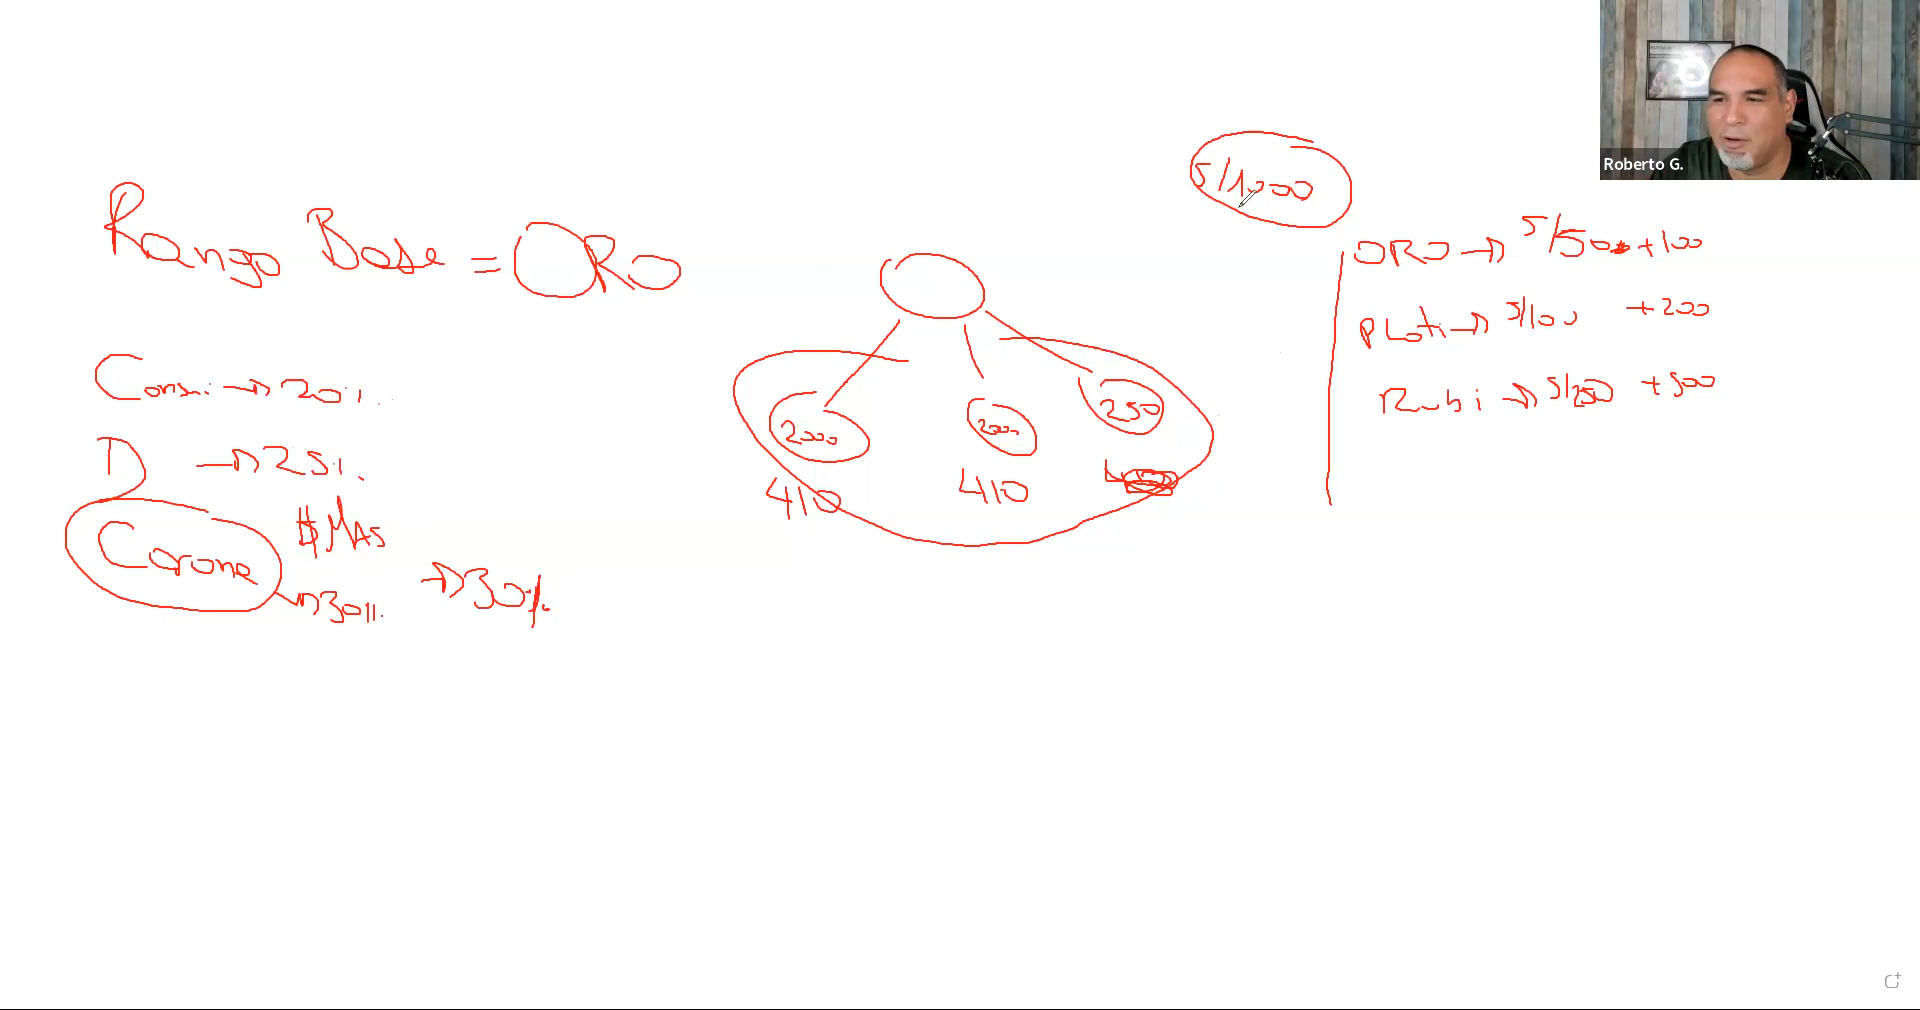 Rango Base = ORO
Consu. → 20%.
D → 25%.
$ MAS
Corona → 30%.
→ 30%
2000
2000
250
410
410
5/1,000
ORO → 5/500 + 100
Plati → 5/100 + 200
Rubi → 5/250 + 500
Roberto G.